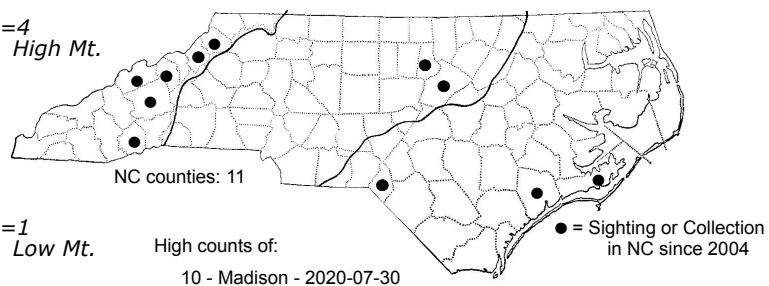 =4
High Mt.
NC counties: 11
=1
Low Mt.
High counts of:
10 - Madison - 2020-07-30
● = Sighting or Collection
in NC since 2004